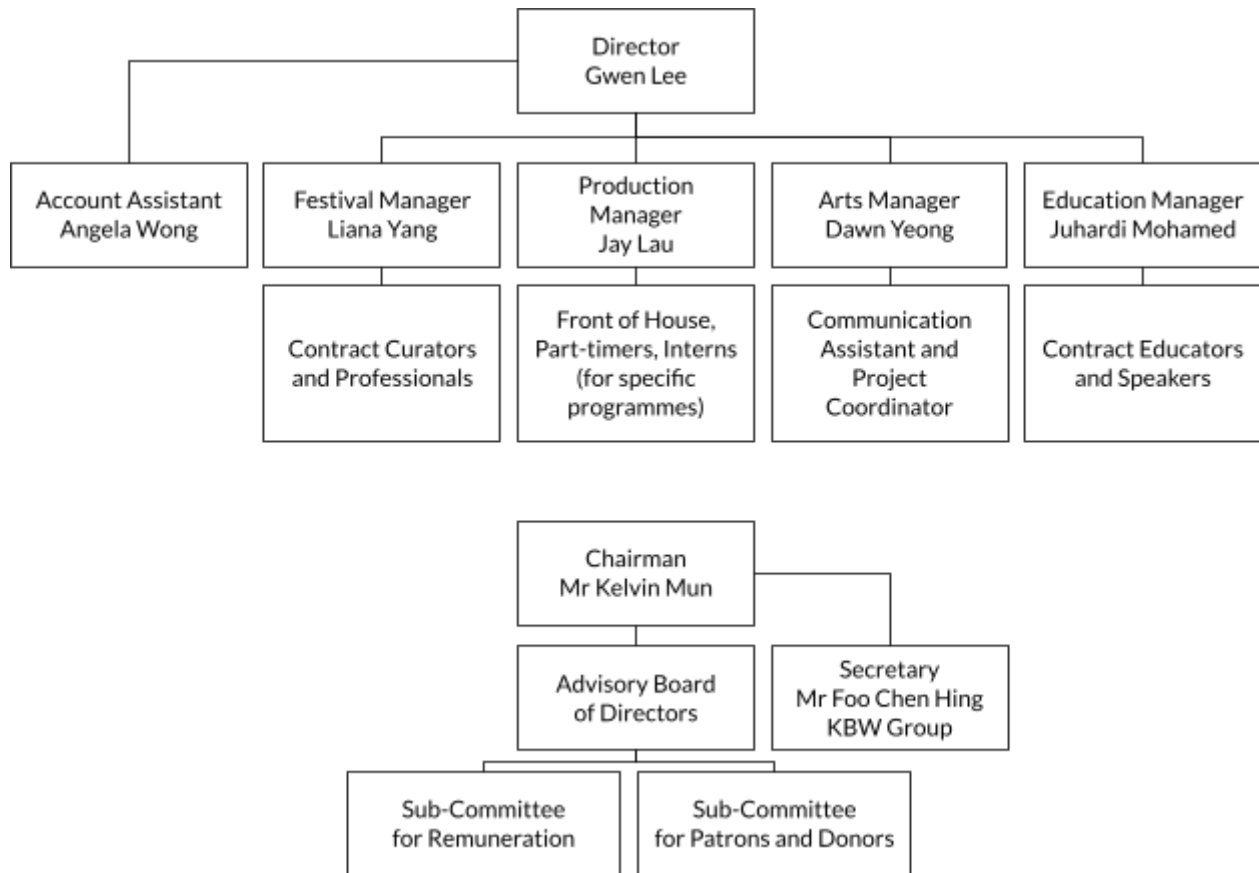 Director
Gwen Lee
Account Assistant
Angela Wong
Festival Manager
Liana Yang
Production
Manager
Jay Lau
Arts Manager
Dawn Yeong
Education Manager
Juhardi Mohamed
Contract Curators
and Professionals
Front of House,
Part-timers, Interns
(for specific
programmes)
Communication
Assistant and
Project
Coordinator
Contract Educators
and Speakers
Chairman
Mr Kelvin Mun
Advisory Board
of Directors
Secretary
Mr Foo Chen Hing
KBW Group
Sub-Committee
for Remuneration
Sub-Committee
for Patrons and Donors